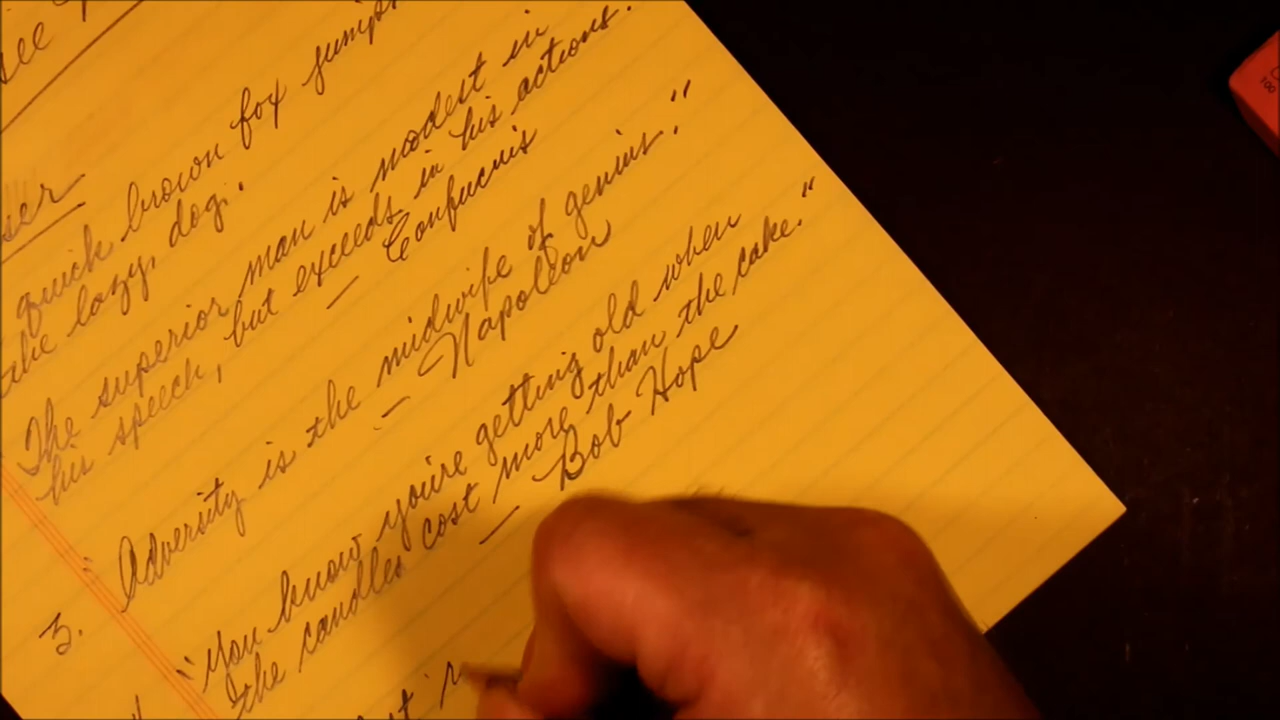 quick brown fox
the lazy dog.
The superior man is modest in
his speech, but exceeds in his actions.
— Confucius
3. "Adversity is the midwife of genius."
— Napoleon
"You know you're getting old when
the candles cost more than the cake."
— Bob Hope
100